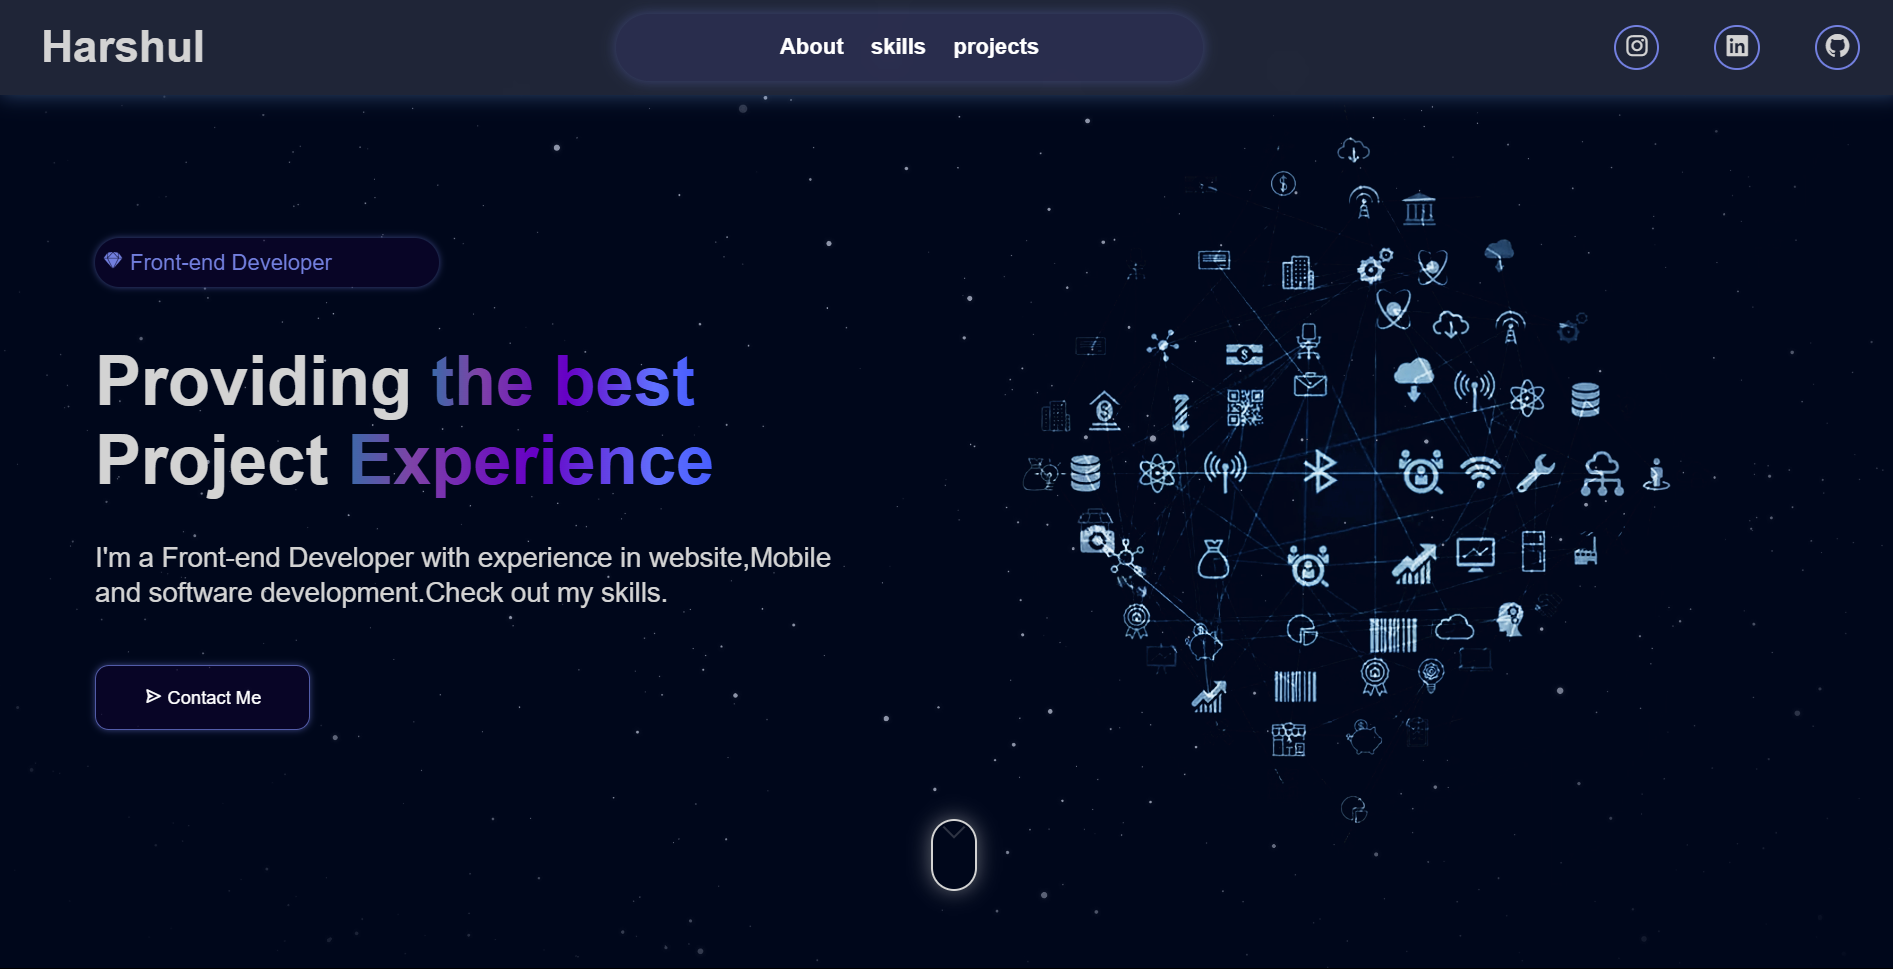 Harshul
About skills projects
Front-end Developer
Providing the best
Project Experience
I'm a Front-end Developer with experience in website,Mobile
and software development.Check out my skills.
Contact Me